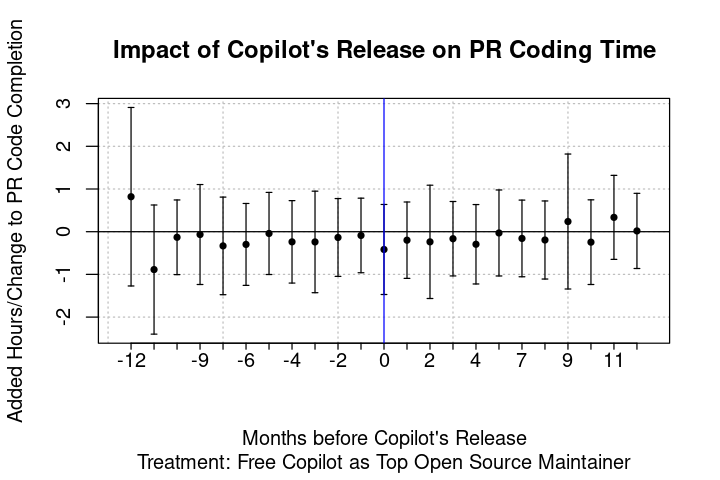 Impact of Copilot's Release on PR Coding Time
Added Hours/Change to PR Code Completion
3
2
1
0
-1
-2
-12 -9 -6 -4 -2 0 2 4 7 9 11
Months before Copilot's Release
Treatment: Free Copilot as Top Open Source Maintainer